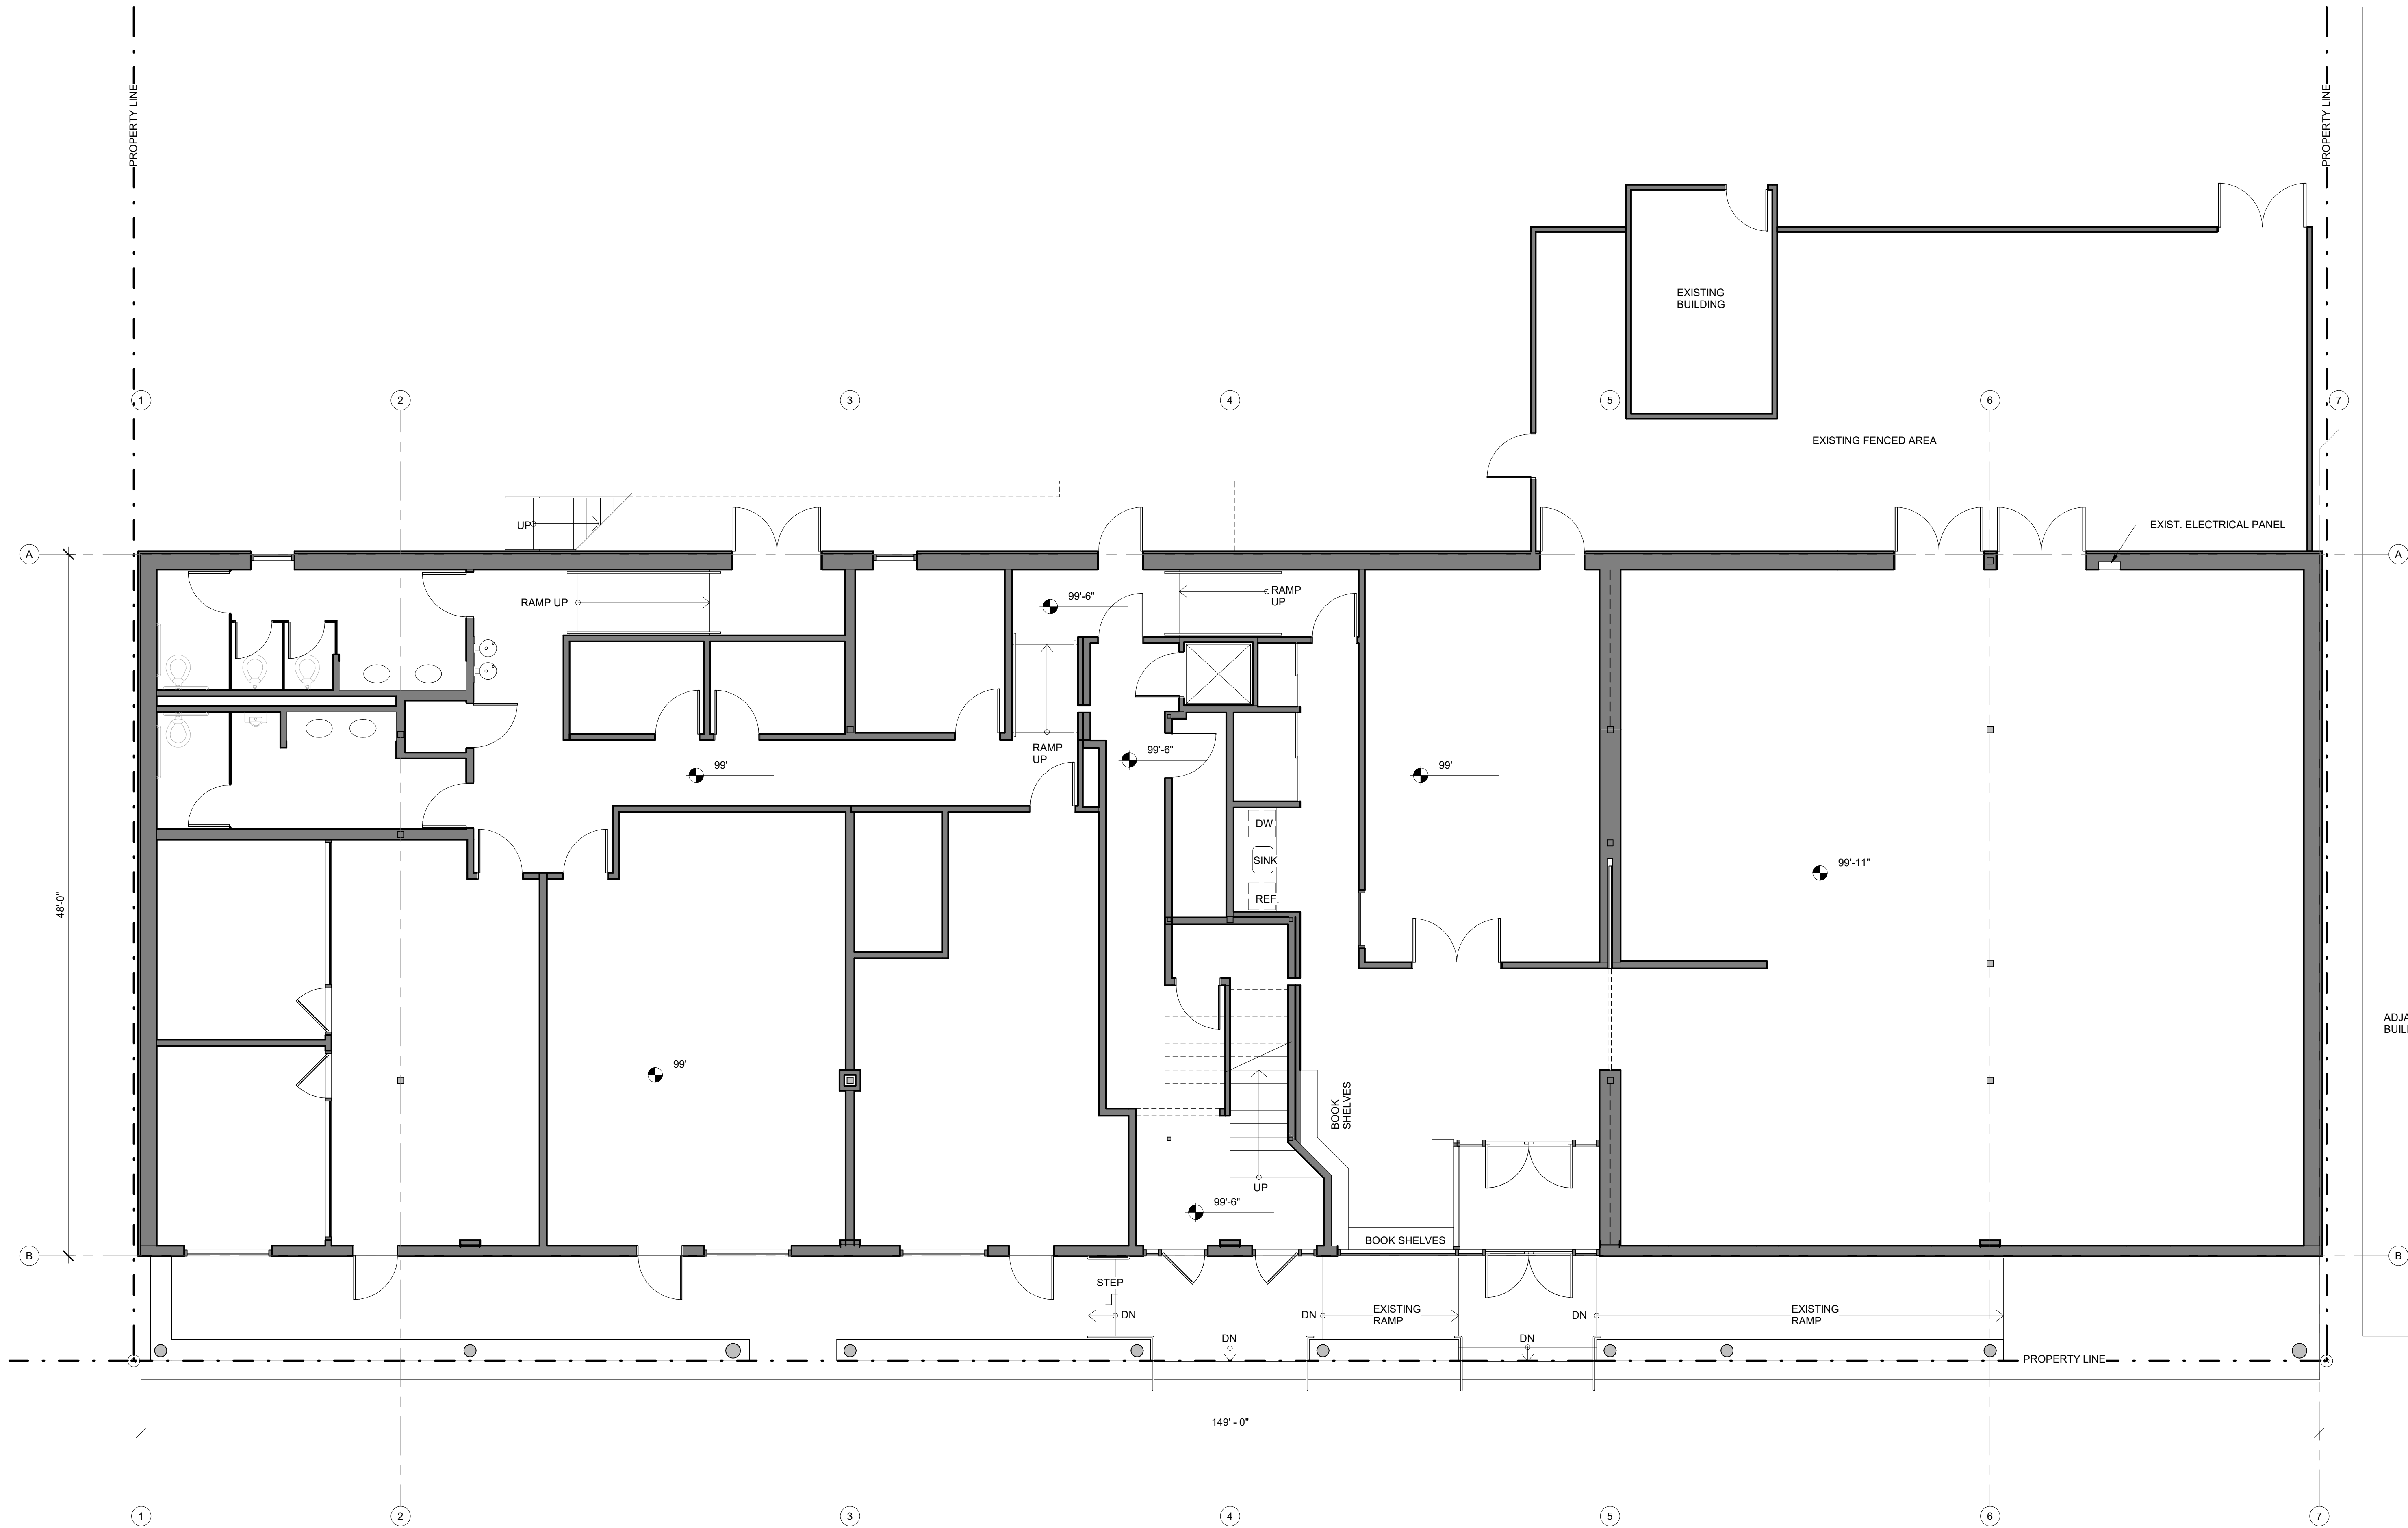 PROPERTY LINE
PROPERTY LINE
EXISTING
BUILDING
1
2
3
4
5
6
7
EXISTING FENCED AREA
UP
EXIST. ELECTRICAL PANEL
A
A
RAMP UP
99'-6"
RAMP
UP
RAMP
UP
99'-6"
99'
99'
DW
SINK
REF.
99'-11"
48'-0"
ADJA
BUIL
99'
BOOK
SHELVES
UP
99'-6"
BOOK SHELVES
B
B
STEP
DN
DN
EXISTING
RAMP
DN
EXISTING
RAMP
DN
DN
PROPERTY LINE
149' - 0"
1
2
3
4
5
6
7